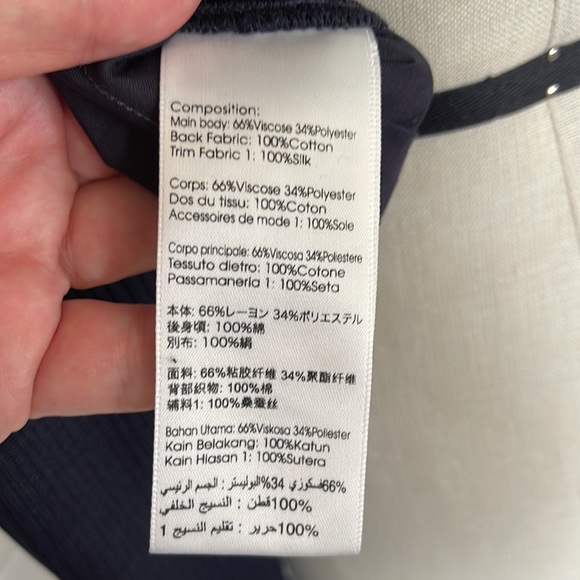 Composition:
Main body: 66%Viscose 34%Polyester
Back Fabric: 100%Cotton
Trim Fabric 1: 100%Silk
Corps: 66%Viscose 34%Polyester
Dos du tissu: 100%Coton
Accessoires de mode 1: 100%Soie
Corpo principale: 66%Viscosa 34%Poliestere
Tessuto dietro: 100%Cotone
Passamaneria 1: 100%Seta
本体: 66%レーヨン 34%ポリエステル
後身頃: 100%綿
別布: 100%絹
面料: 66%粘胶纤维 34%聚酯纤维
背部织物: 100%棉
辅料1: 100%桑蚕丝
Bahan Utama: 66%Viskosa 34%Poliester
Kain Belakang: 100%Katun
Kain Hiasan 1: 100%Sutera
66%فسكوزي 34%البوليستر : الجسم الرئيسي
100%قطن : النسيج الخلفي
100%حرير : تقليم النسيج 1